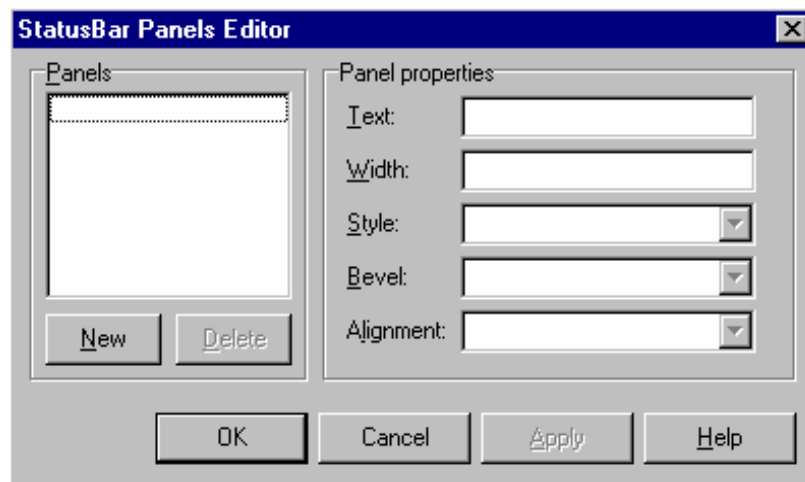 StatusBar Panels Editor
Panels
New
Delete
Panel properties
Text:
Width:
Style:
Bevel:
Alignment:
OK
Cancel
Apply
Help